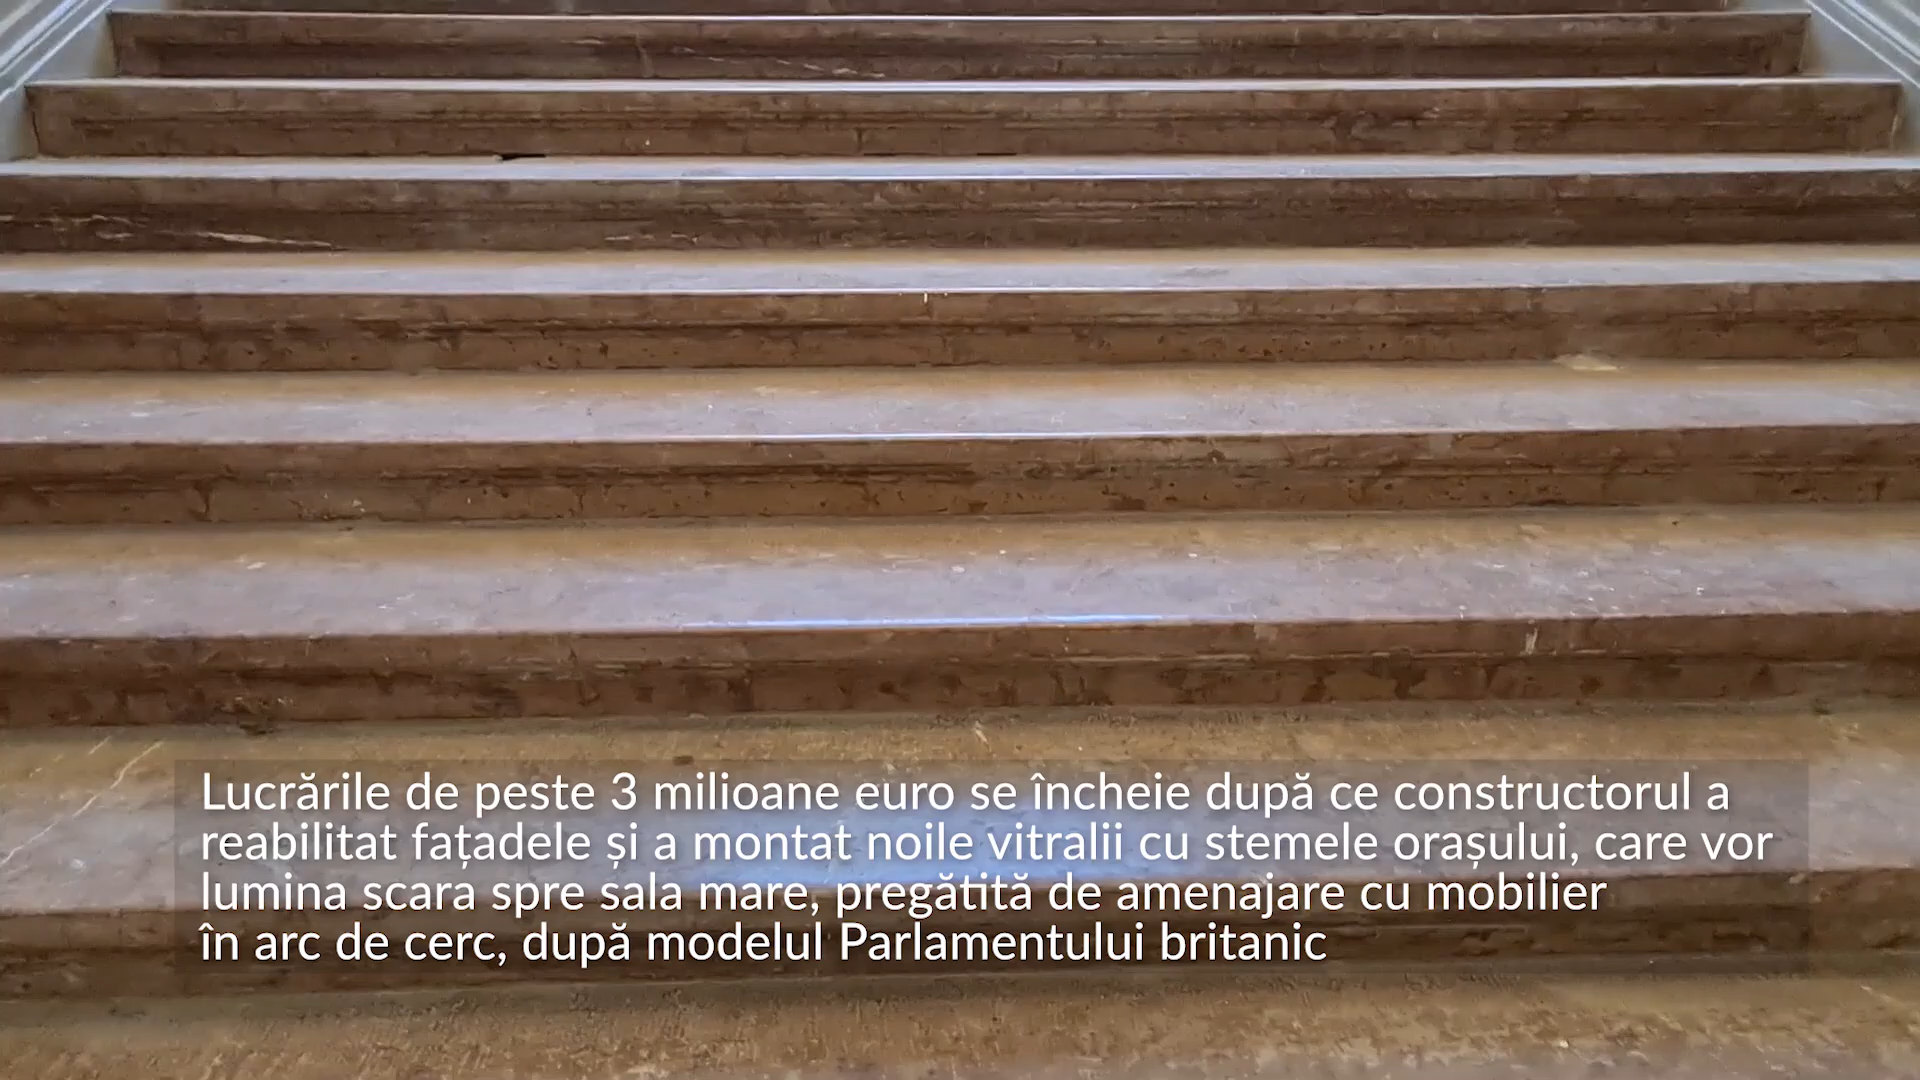 Lucrările de peste 3 milioane euro se încheie după ce constructorul a
reabilitat fațadele și a montat noile vitralii cu stemele orașului, care vor
lumina scara spre sala mare, pregătită de amenajare cu mobilier
în arc de cerc, după modelul Parlamentului britanic